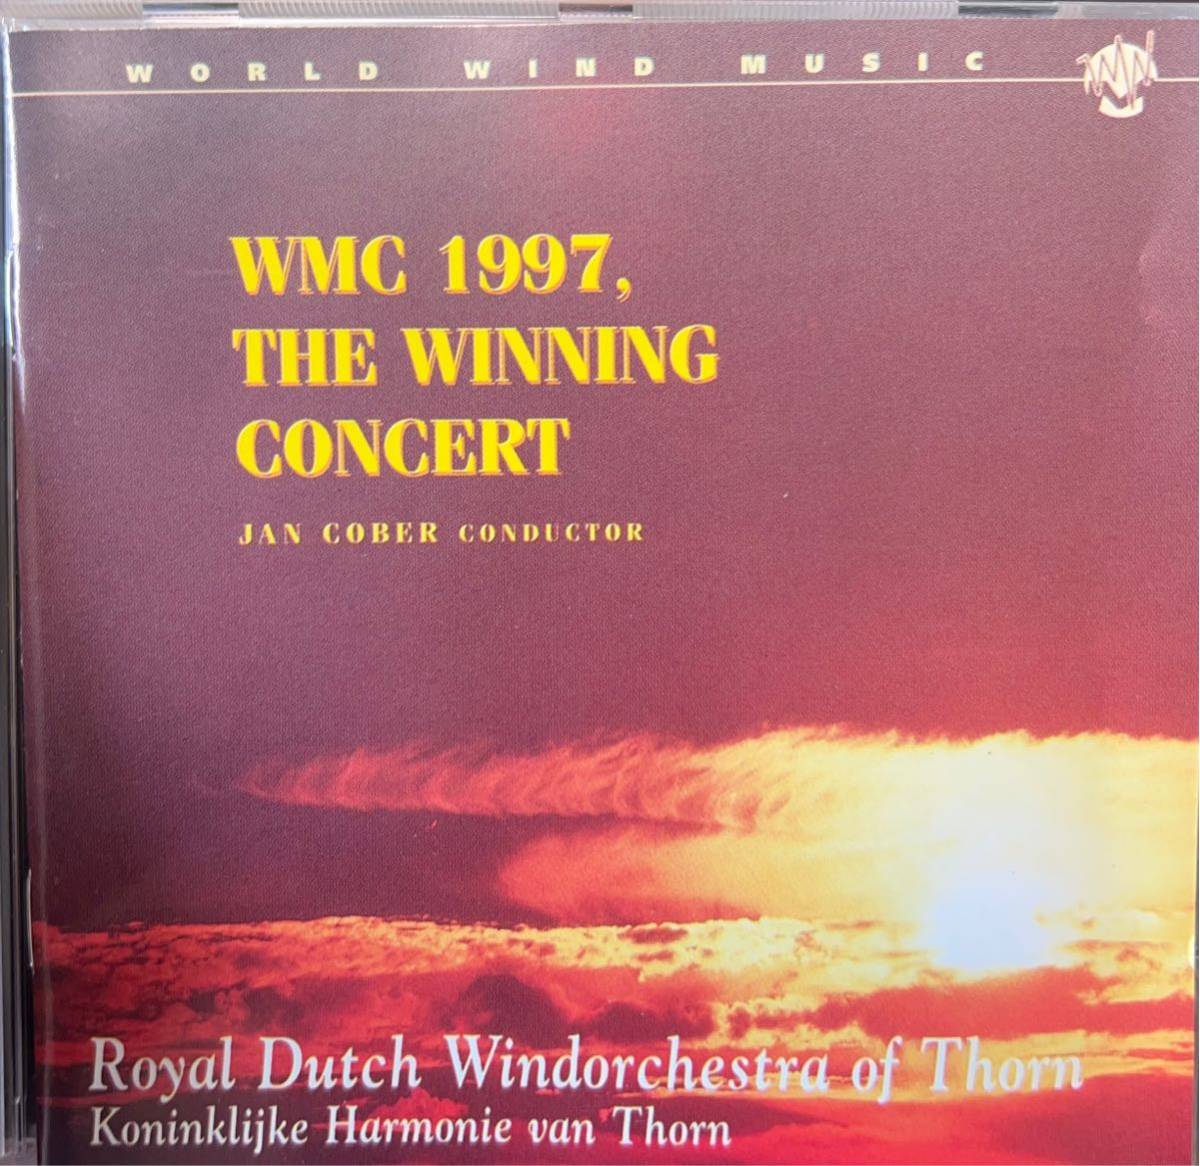 WORLD WIND MUSIC
WMC 1997,
THE WINNING
CONCERT
JAN COBER CONDUCTOR
Royal Dutch Windorchestra of Thorn
Koninklijke Harmonie van Thorn